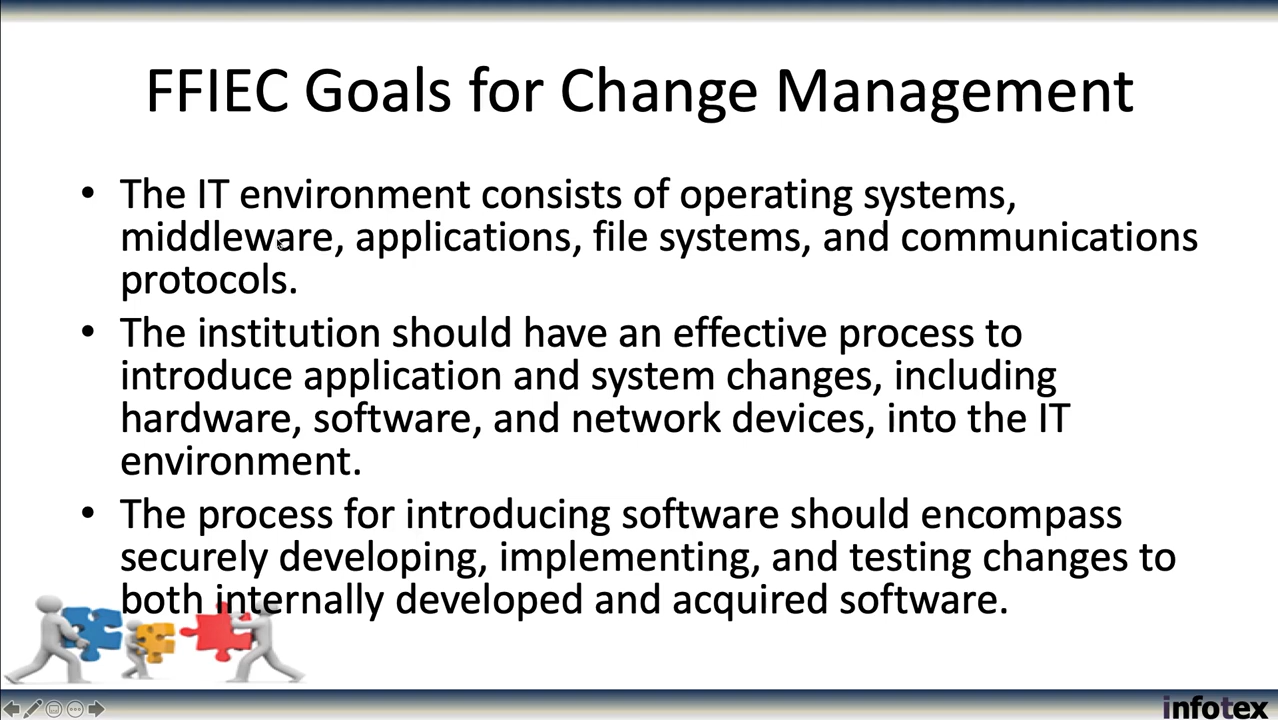 FFIEC Goals for Change Management
• The IT environment consists of operating systems,
middleware, applications, file systems, and communications
protocols.
• The institution should have an effective process to
introduce application and system changes, including
hardware, software, and network devices, into the IT
environment.
• The process for introducing software should encompass
securely developing, implementing, and testing changes to
both internally developed and acquired software.
infotex